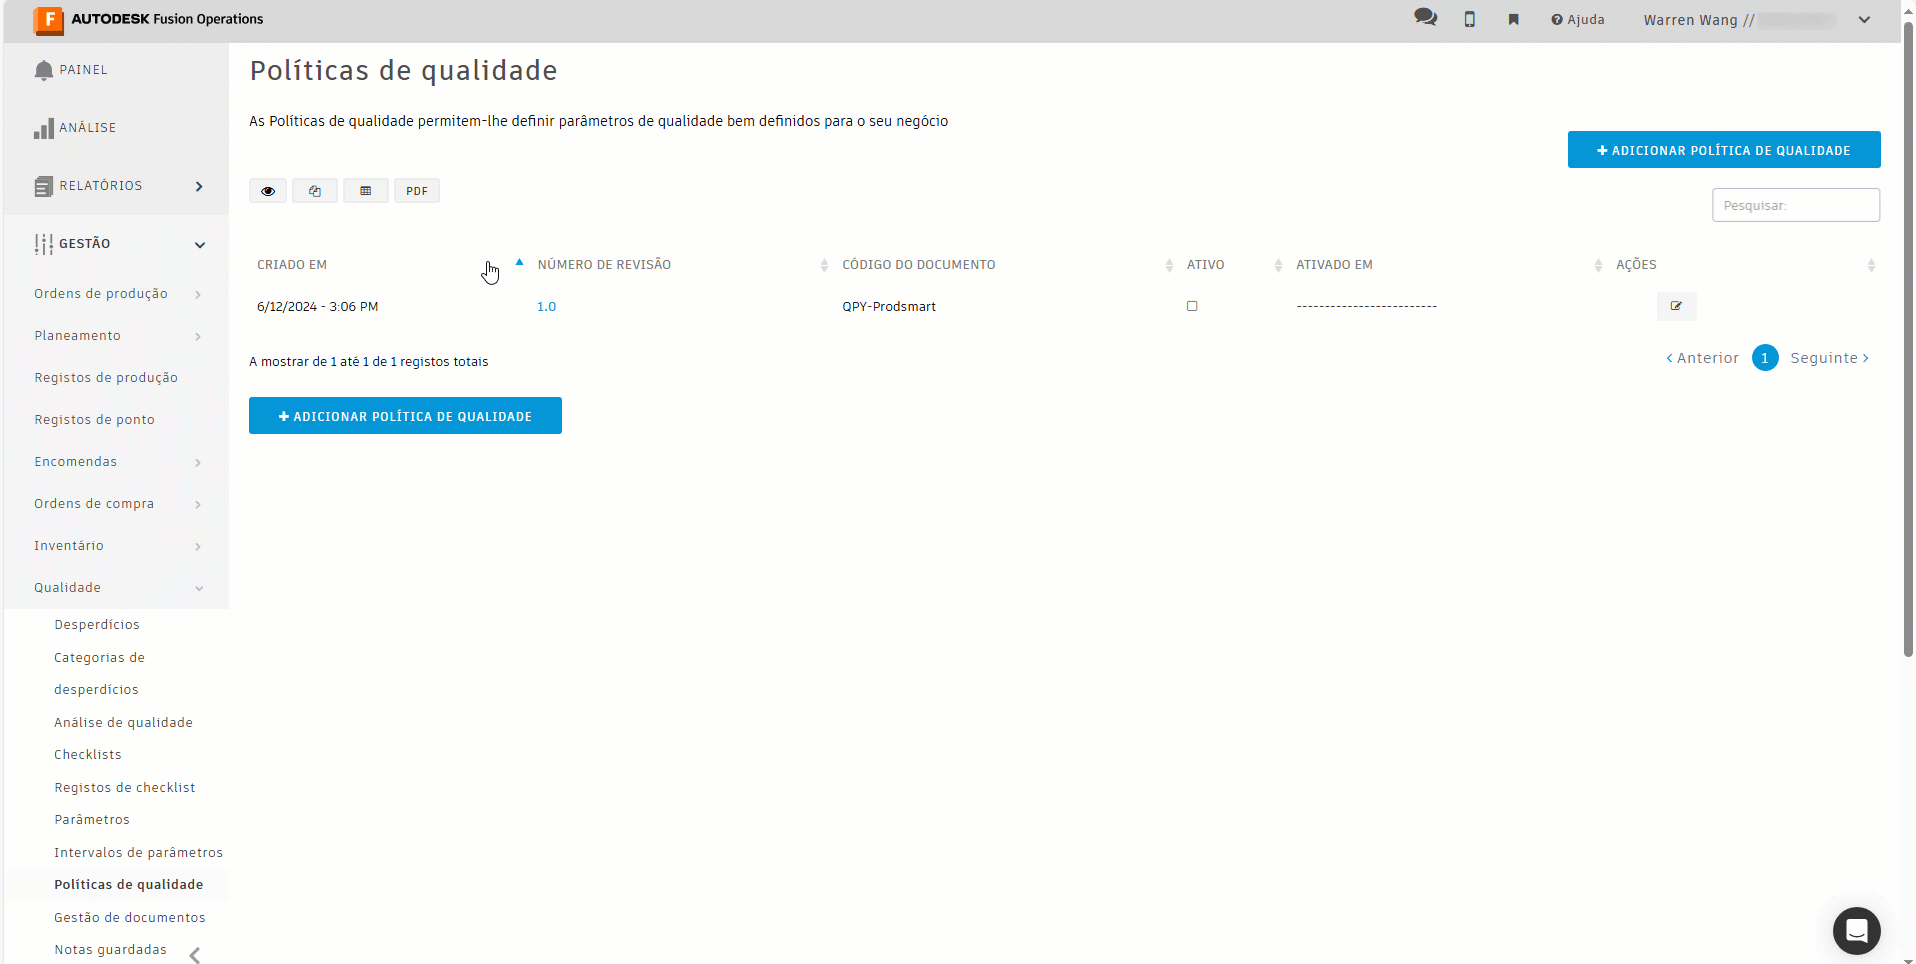 F AUTODESK Fusion Operations
Ajuda
Warren Wang //
PAINEL
ANÁLISE
RELATÓRIOS
GESTÃO
Ordens de produção
Planeamento
Registos de produção
Registos de ponto
Encomendas
Ordens de compra
Inventário
Qualidade
Desperdícios
Categorias de
desperdícios
Análise de qualidade
Checklists
Registos de checklist
Parâmetros
Intervalos de parâmetros
Políticas de qualidade
Gestão de documentos
Notas guardadas
Políticas de qualidade
As Políticas de qualidade permitem-lhe definir parâmetros de qualidade bem definidos para o seu negócio
+ ADICIONAR POLÍTICA DE QUALIDADE
PDF
Pesquisar:
CRIADO EM NÚMERO DE REVISÃO CÓDIGO DO DOCUMENTO ATIVO ATIVADO EM AÇÕES
6/12/2024 - 3:06 PM 1.0 QPY-Prodsmart -------------------------
A mostrar de 1 até 1 de 1 registos totais
‹ Anterior 1 Seguinte ›
+ ADICIONAR POLÍTICA DE QUALIDADE